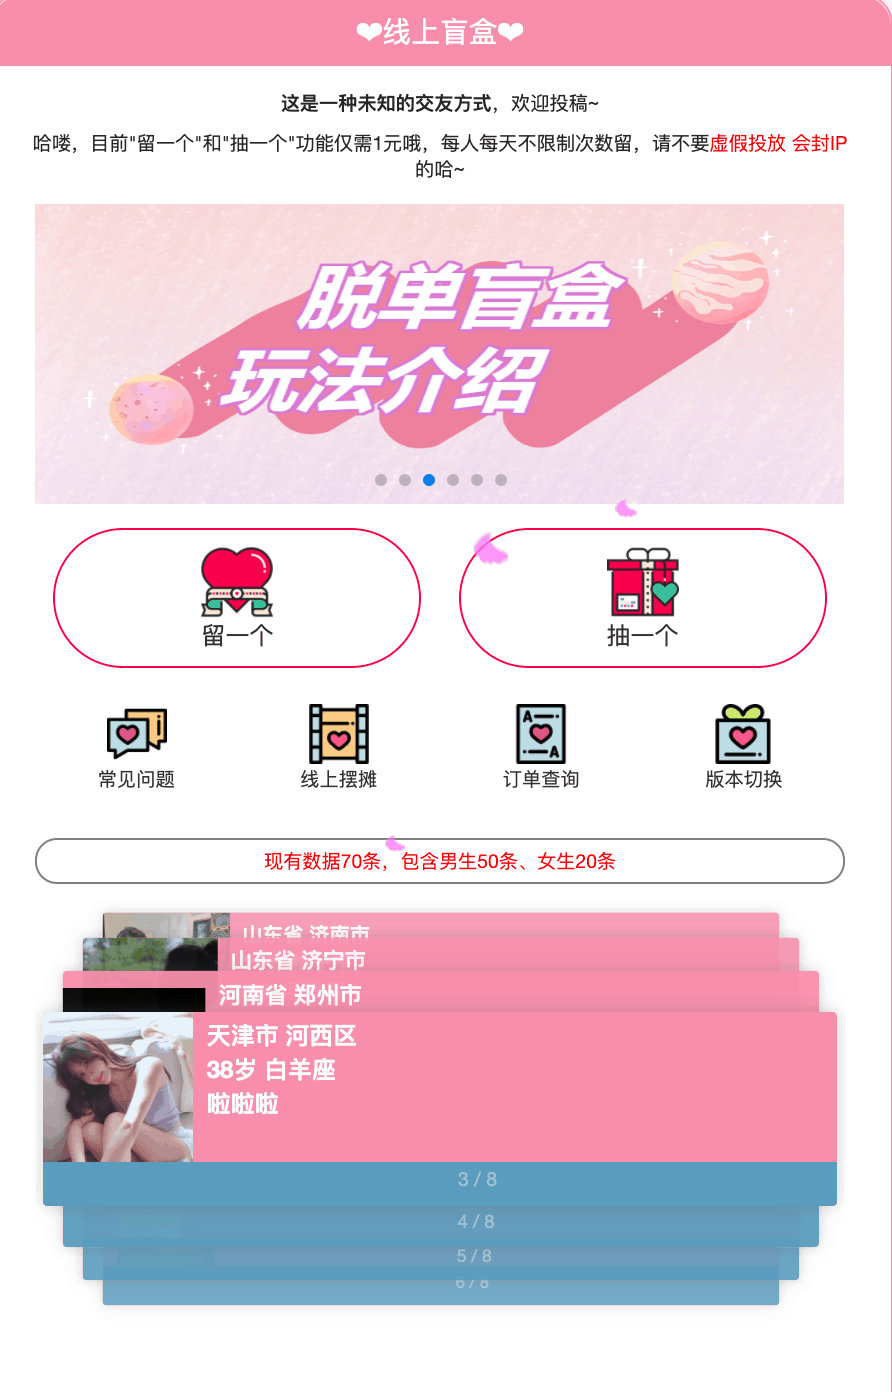 ❤线上盲盒❤
这是一种未知的交友方式，欢迎投稿~
哈喽，目前"留一个"和"抽一个"功能仅需1元哦，每人每天不限制次数留，请不要虚假投放 会封IP
的哈~
脱单盲盒
玩法介绍
留一个
抽一个
常见问题
线上摆摊
订单查询
版本切换
现有数据70条，包含男生50条、女生20条
山东省 济南市
山东省 济宁市
河南省 郑州市
天津市 河西区
38岁 白羊座
啦啦啦
3 / 8
4 / 8
5 / 8
6 / 8